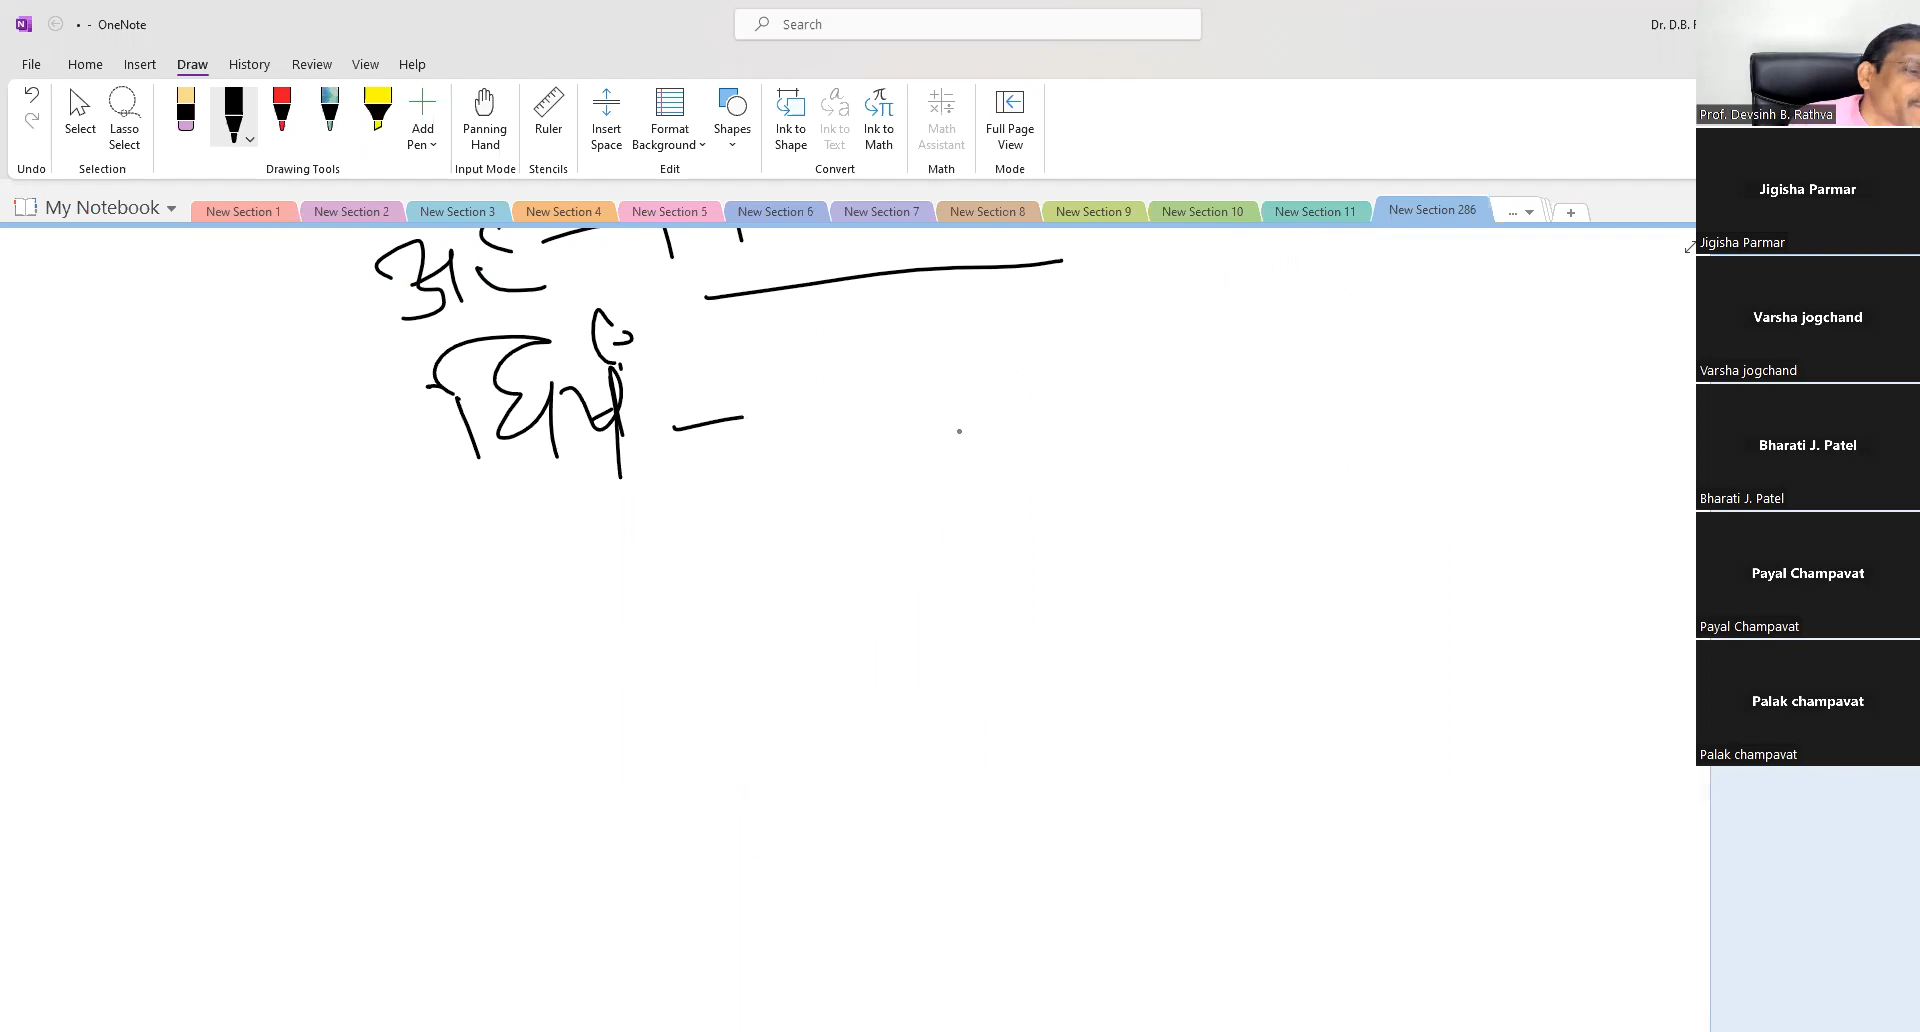 • - OneNote
Search
Dr. D.B. R
File Home Insert Draw History Review View Help
Select
Lasso Select
Add Pen
Panning Hand
Ruler
Insert Space
Format Background
Shapes
Ink to Shape
Ink to Text
Ink to Math
Math Assistant
Full Page View
Undo Selection Drawing Tools Input Mode Stencils Edit Convert Math Mode
My Notebook New Section 1 New Section 2 New Section 3 New Section 4 New Section 5 New Section 6 New Section 7 New Section 8 New Section 9 New Section 10 New Section 11 New Section 286 ...
Prof. Devsinh B. Rathva
Jigisha Parmar
Jigisha Parmar
Varsha jogchand
Varsha jogchand
Bharati J. Patel
Bharati J. Patel
Payal Champavat
Payal Champavat
Palak champavat
Palak champavat